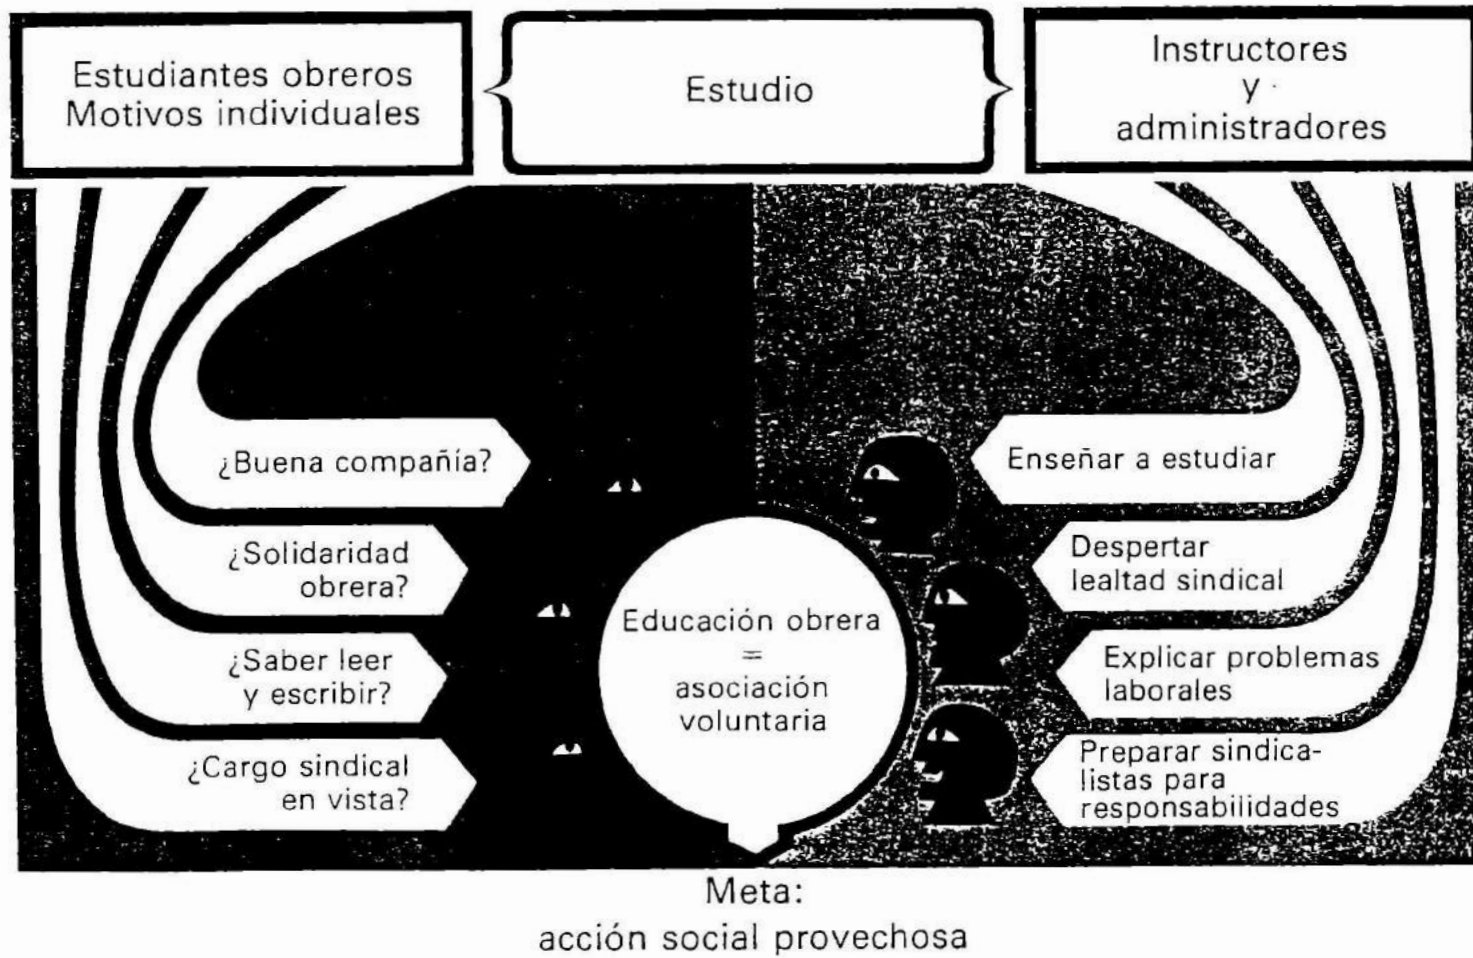 Estudiantes obreros
Motivos individuales
Estudio
Instructores
y
administradores
¿Buena compañía?
¿Solidaridad
obrera?
¿Saber leer
y escribir?
¿Cargo sindical
en vista?
Educación obrera
=
asociación
voluntaria
Enseñar a estudiar
Despertar
lealtad sindical
Explicar problemas
laborales
Preparar sindica-
listas para
responsabilidades
Meta:
acción social provechosa